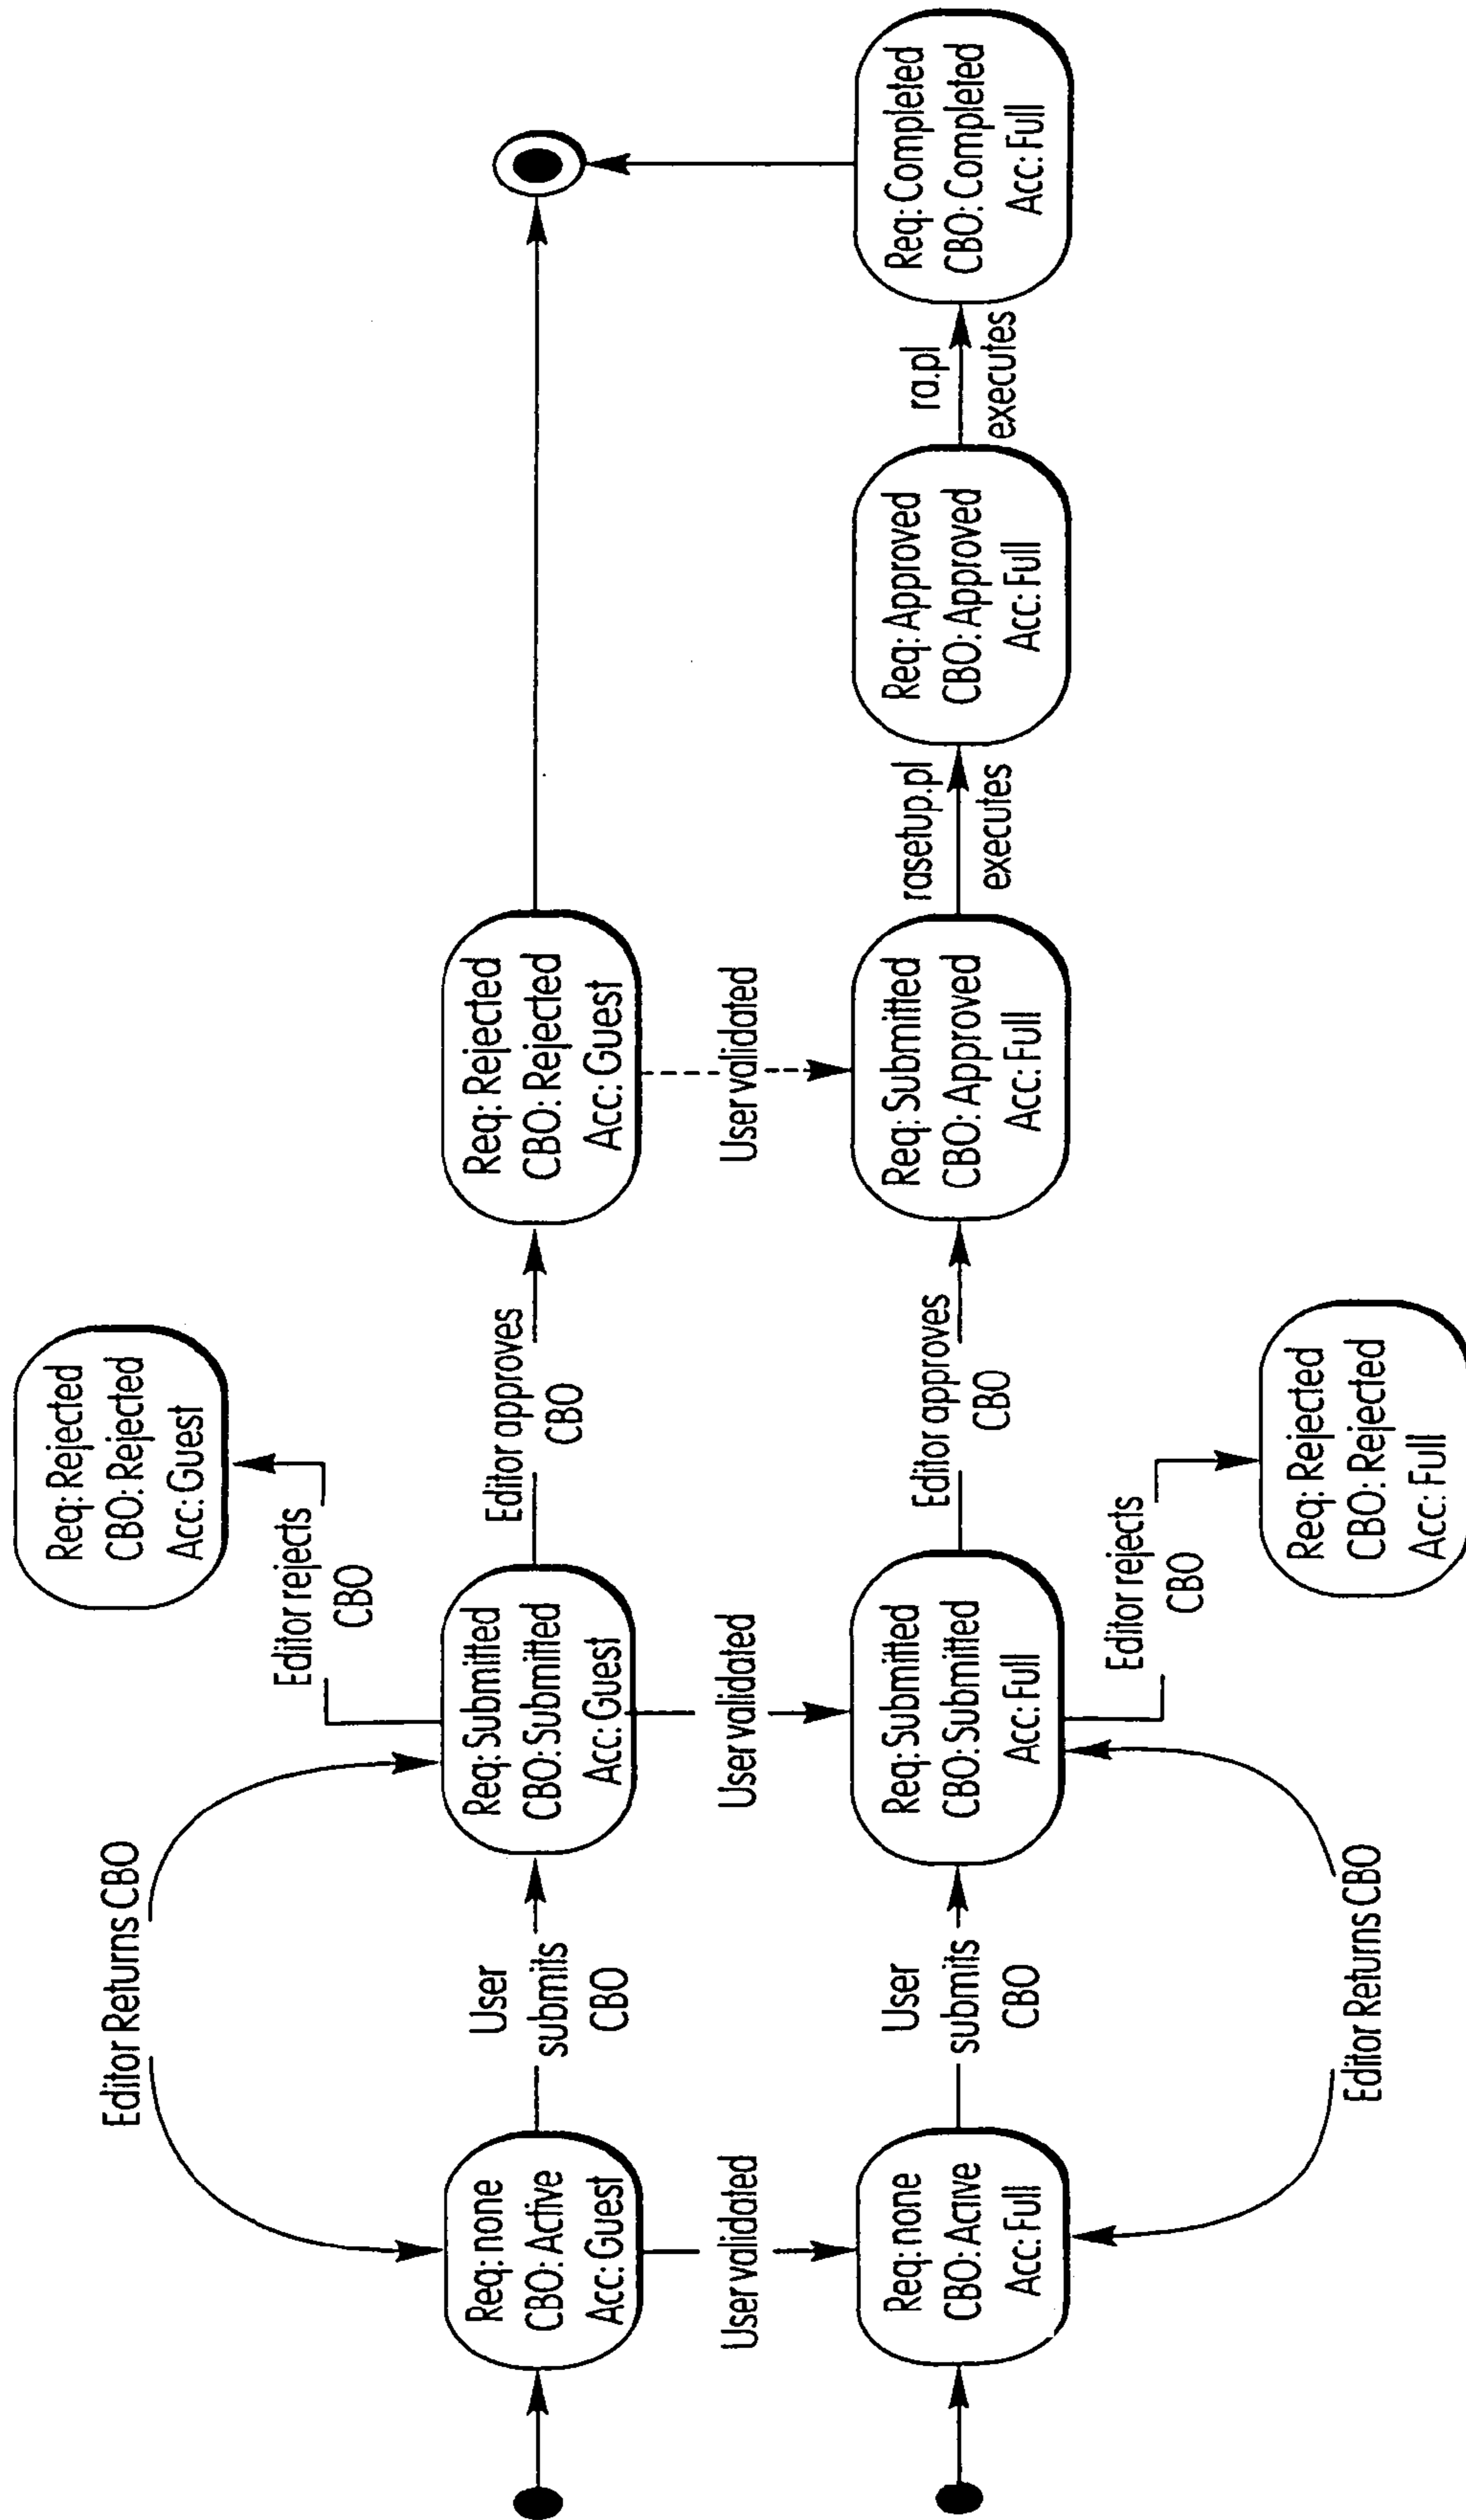 Req: Rejected
CBO: Rejected
Acc: Guest
Editor Returns CBO
Editor rejects
CBO
Req: none
CBO: Active
Acc: Guest
User
submits
CBO
Req: Submitted
CBO: Submitted
Acc: Guest
Editor approves
CBO
Req: Rejected
CBO: Rejected
Acc: Guest
User validated
User validated
User validated
Req: none
CBO: Active
Acc: Full
User
submits
CBO
Req: Submitted
CBO: Submitted
Acc: Full
Editor approves
CBO
Req: Submitted
CBO: Approved
Acc: Full
rasetup.pl
executes
Req: Approved
CBO: Approved
Acc: Full
ra.pl
executes
Req: Completed
CBO: Completed
Acc: Full
Editor rejects
CBO
Editor Returns CBO
Req: Rejected
CBO: Rejected
Acc: Full